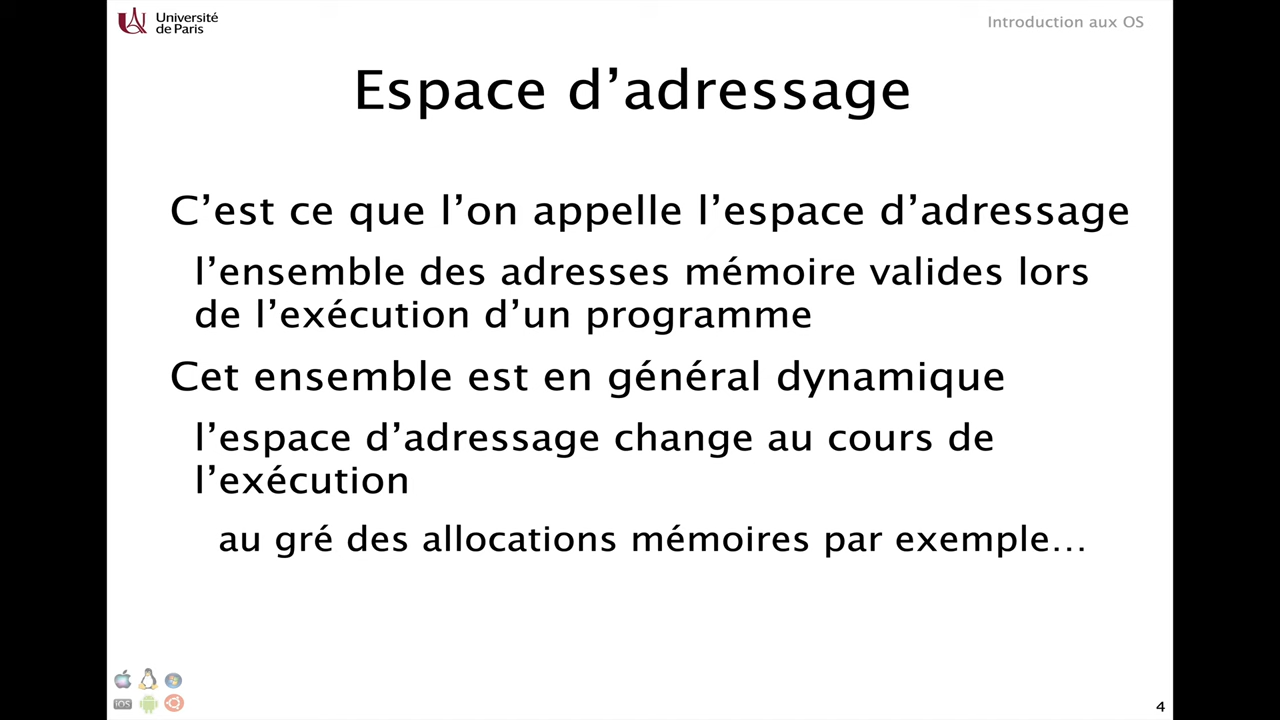 Université
de Paris
Introduction aux OS
Espace d’adressage
C’est ce que l’on appelle l’espace d’adressage
l’ensemble des adresses mémoire valides lors
de l’exécution d’un programme
Cet ensemble est en général dynamique
l’espace d’adressage change au cours de
l’exécution
au gré des allocations mémoires par exemple…
iOS
4